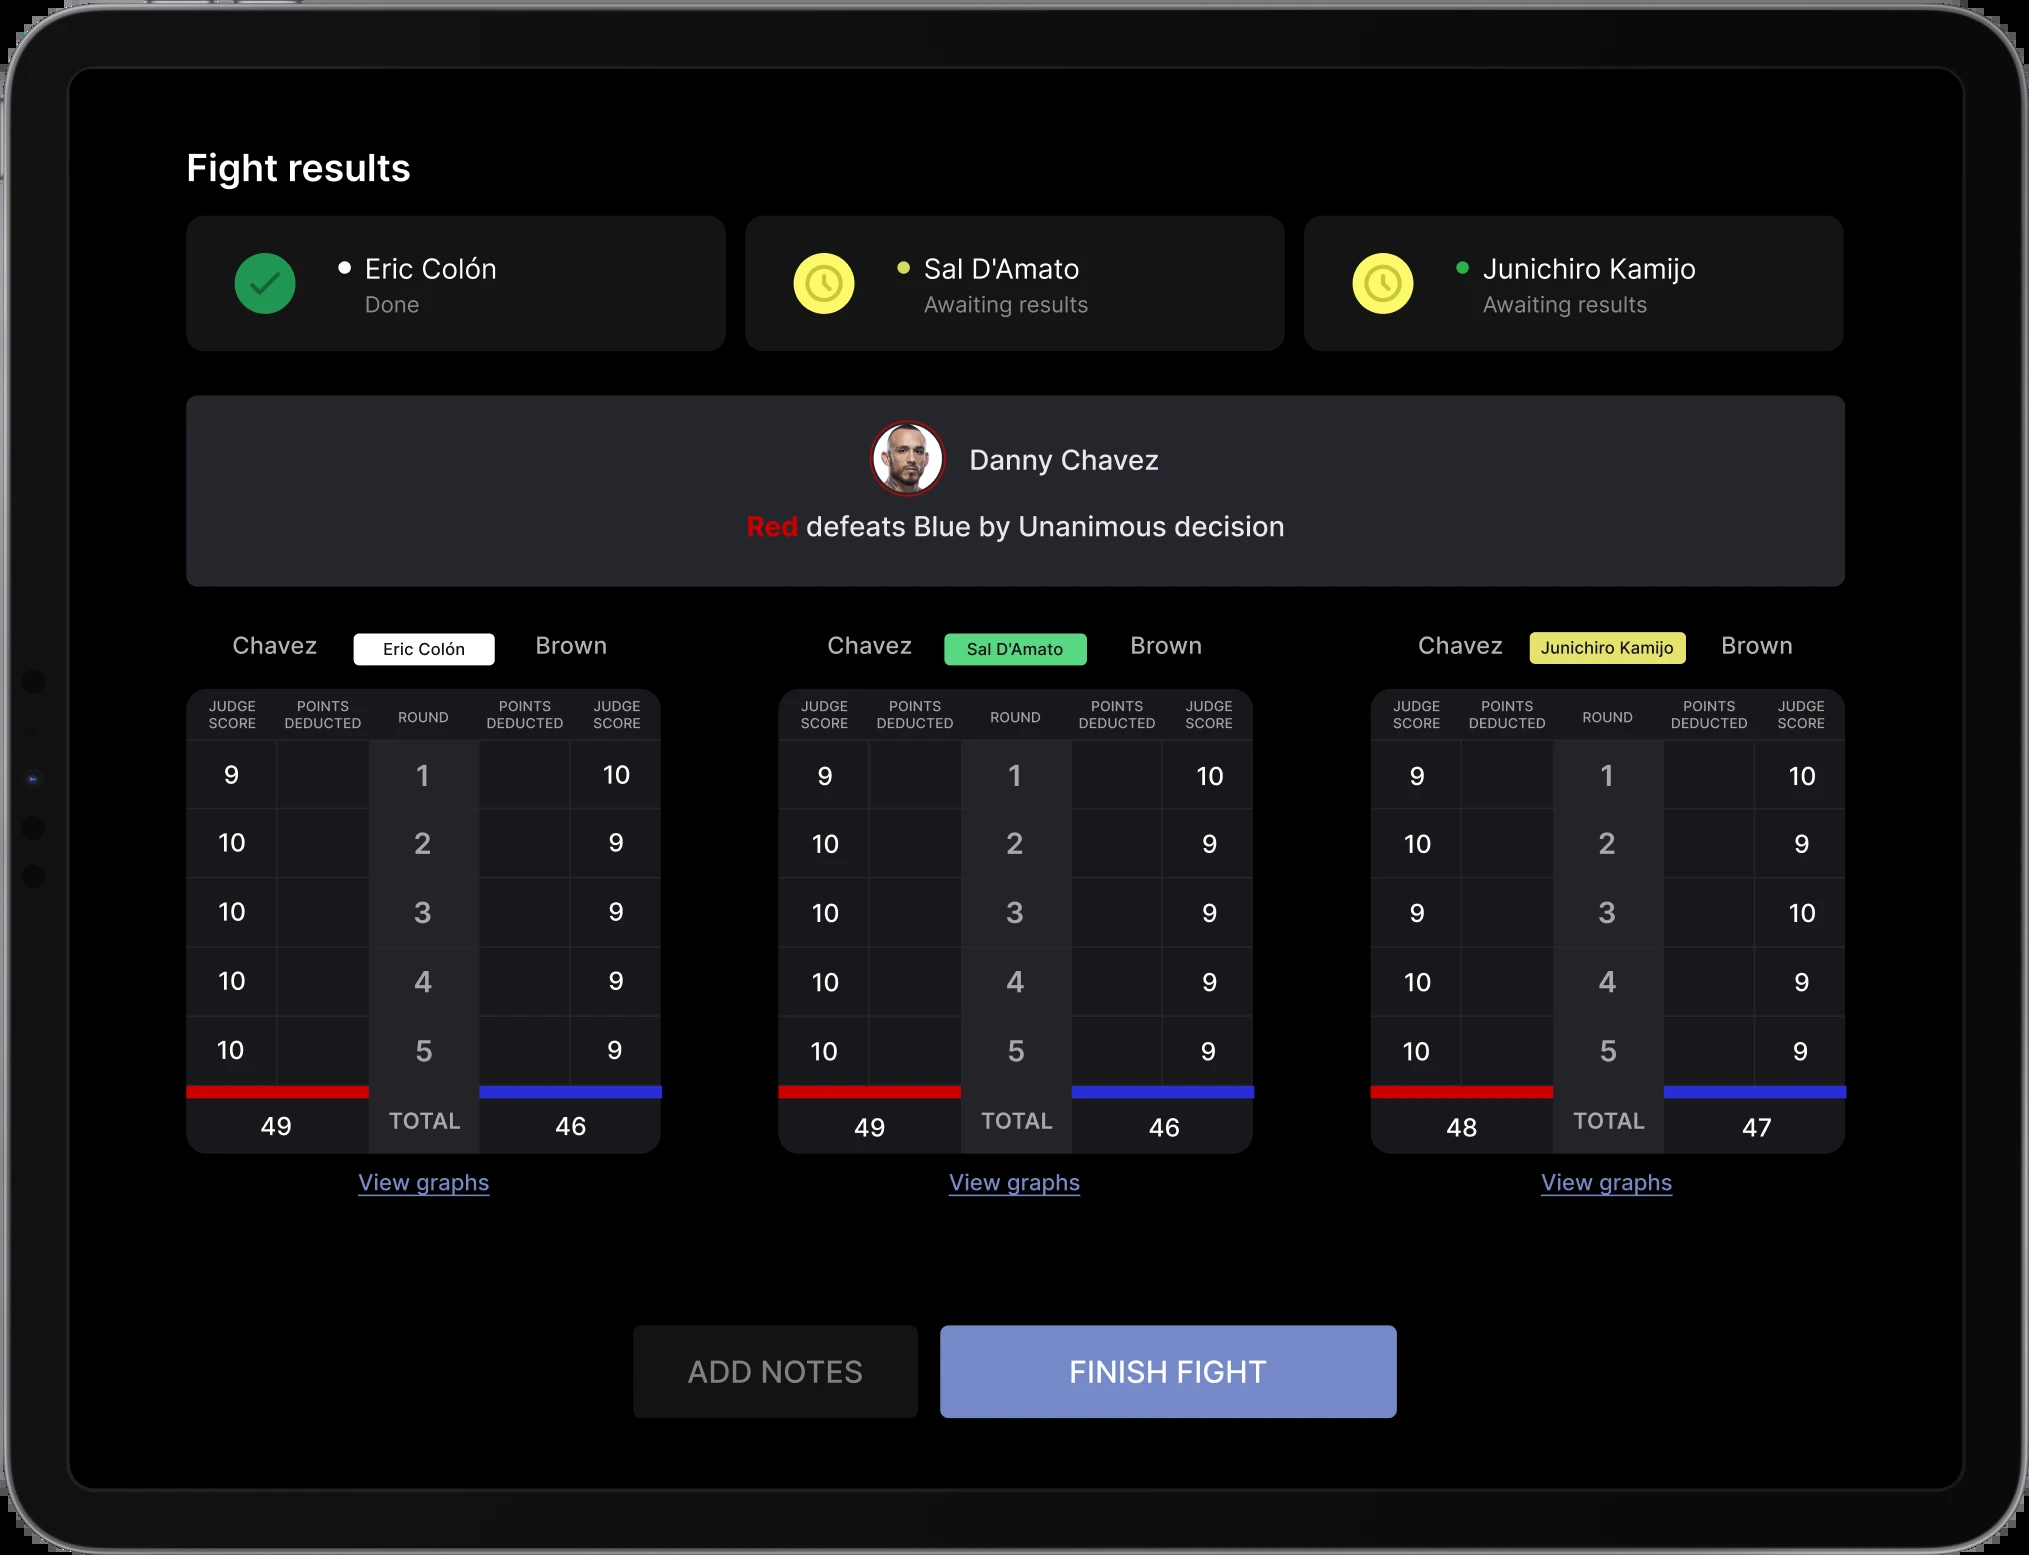 Fight results
Eric Colón
Done
Sal D'Amato
Awaiting results
Junichiro Kamijo
Awaiting results
Danny Chavez
Red defeats Blue by Unanimous decision
Chavez Eric Colón Brown
JUDGE SCORE POINTS DEDUCTED ROUND POINTS DEDUCTED JUDGE SCORE
9 1 10
10 2 9
10 3 9
10 4 9
10 5 9
49 TOTAL 46
View graphs
Chavez Sal D'Amato Brown
JUDGE SCORE POINTS DEDUCTED ROUND POINTS DEDUCTED JUDGE SCORE
9 1 10
10 2 9
10 3 9
10 4 9
10 5 9
49 TOTAL 46
View graphs
Chavez Junichiro Kamijo Brown
JUDGE SCORE POINTS DEDUCTED ROUND POINTS DEDUCTED JUDGE SCORE
9 1 10
10 2 9
9 3 10
10 4 9
10 5 9
48 TOTAL 47
View graphs
ADD NOTES
FINISH FIGHT